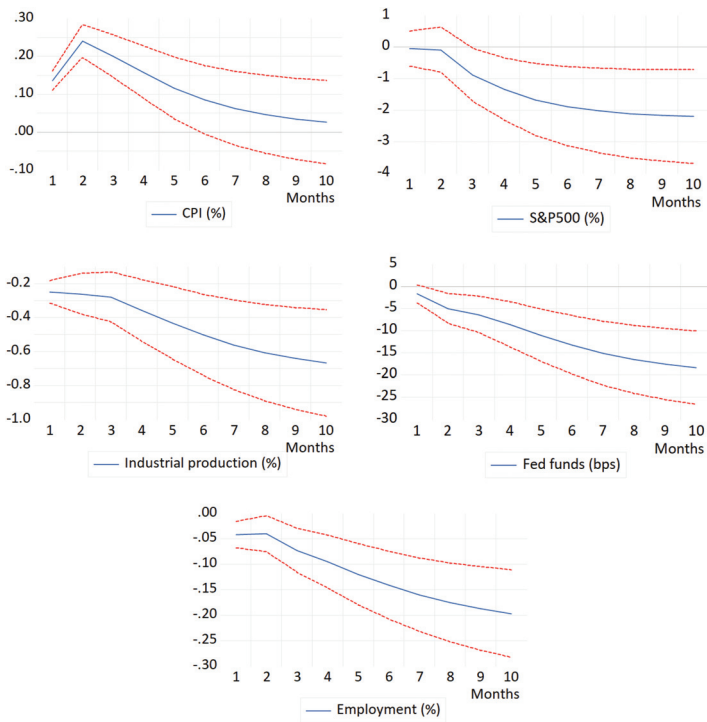 .30
.20
.10
.00
-.10
1 2 3 4 5 6 7 8 9 10
Months
CPI (%)
1
0
-1
-2
-3
-4
1 2 3 4 5 6 7 8 9 10
Months
S&P500 (%)
-0.2
-0.4
-0.6
-0.8
-1.0
1 2 3 4 5 6 7 8 9 10
Months
Industrial production (%)
5
0
-5
-10
-15
-20
-25
-30
1 2 3 4 5 6 7 8 9 10
Months
Fed funds (bps)
.00
-.05
-.10
-.15
-.20
-.25
-.30
1 2 3 4 5 6 7 8 9 10
Months
Employment (%)